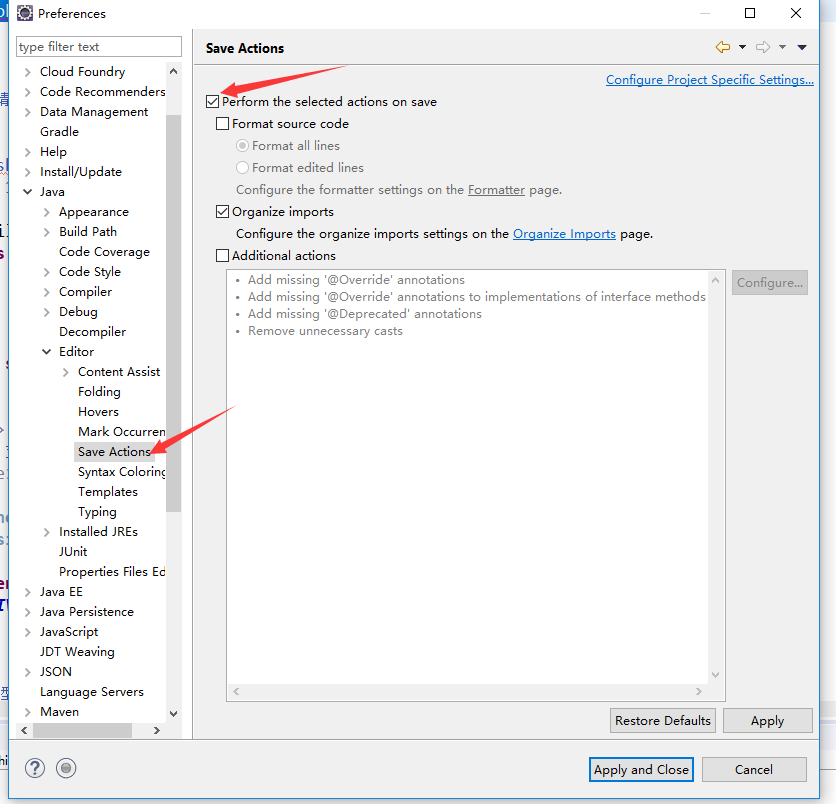 Preferences
type filter text
Cloud Foundry
Code Recommenders
Data Management
Gradle
Help
Install/Update
Java
Appearance
Build Path
Code Coverage
Code Style
Compiler
Debug
Decompiler
Editor
Content Assist
Folding
Hovers
Mark Occurren
Save Actions
Syntax Coloring
Templates
Typing
Installed JREs
JUnit
Properties Files Ed
Java EE
Java Persistence
JavaScript
JDT Weaving
JSON
Language Servers
Maven
Save Actions
Configure Project Specific Settings...
Perform the selected actions on save
Format source code
Format all lines
Format edited lines
Configure the formatter settings on the Formatter page.
Organize imports
Configure the organize imports settings on the Organize Imports page.
Additional actions
• Add missing '@Override' annotations
• Add missing '@Override' annotations to implementations of interface methods
• Add missing '@Deprecated' annotations
• Remove unnecessary casts
Configure...
Restore Defaults
Apply
Apply and Close
Cancel